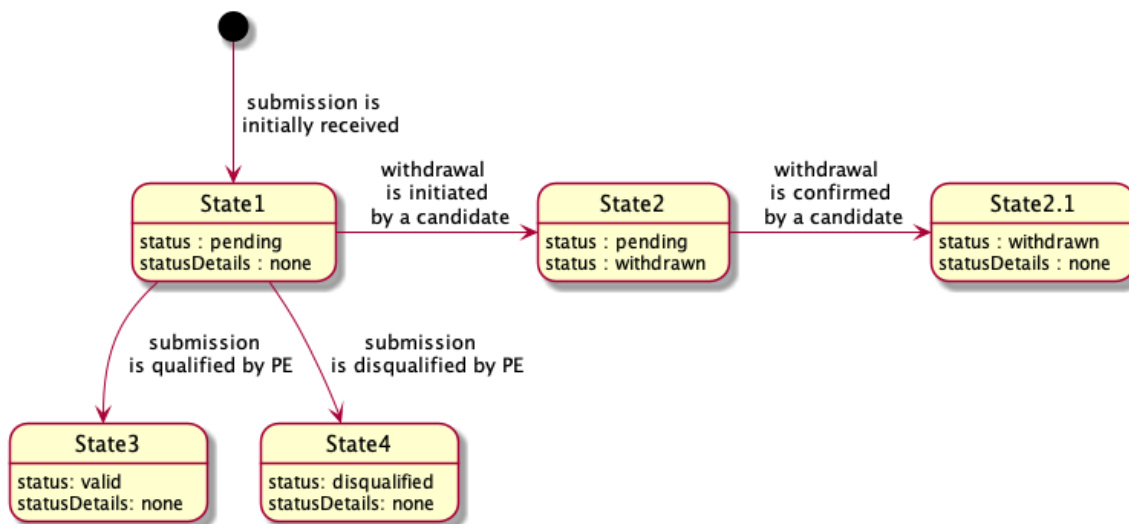 submission is
initially received
State1
status : pending
statusDetails : none
withdrawal
is initiated
by a candidate
State2
status : pending
status : withdrawn
withdrawal
is confirmed
by a candidate
State2.1
status : withdrawn
statusDetails : none
submission
is qualified by PE
submission
is disqualified by PE
State3
status: valid
statusDetails: none
State4
status: disqualified
statusDetails: none